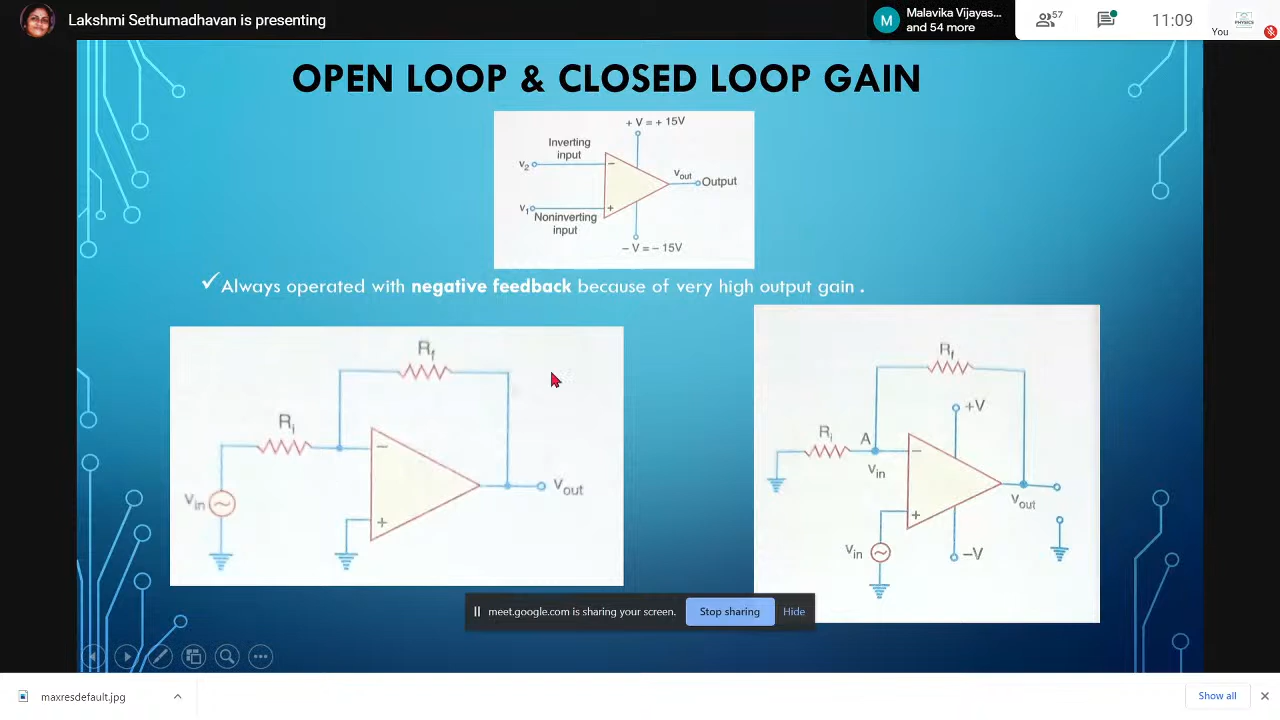 Lakshmi Sethumadhavan is presenting
M
Malavika Vijayas...
and 54 more
57
11:09
You
OPEN LOOP & CLOSED LOOP GAIN
+ V = + 15V
Inverting
input
v2
−
vout
Output
v1
+
Noninverting
input
− V = − 15V
✓Always operated with negative feedback because of very high output gain .
Rf
Ri
−
Vin
Vout
+
Rf
+V
Ri
A
−
Vin
+
Vout
Vin
−V
meet.google.com is sharing your screen.
Stop sharing
Hide
maxresdefault.jpg
Show all